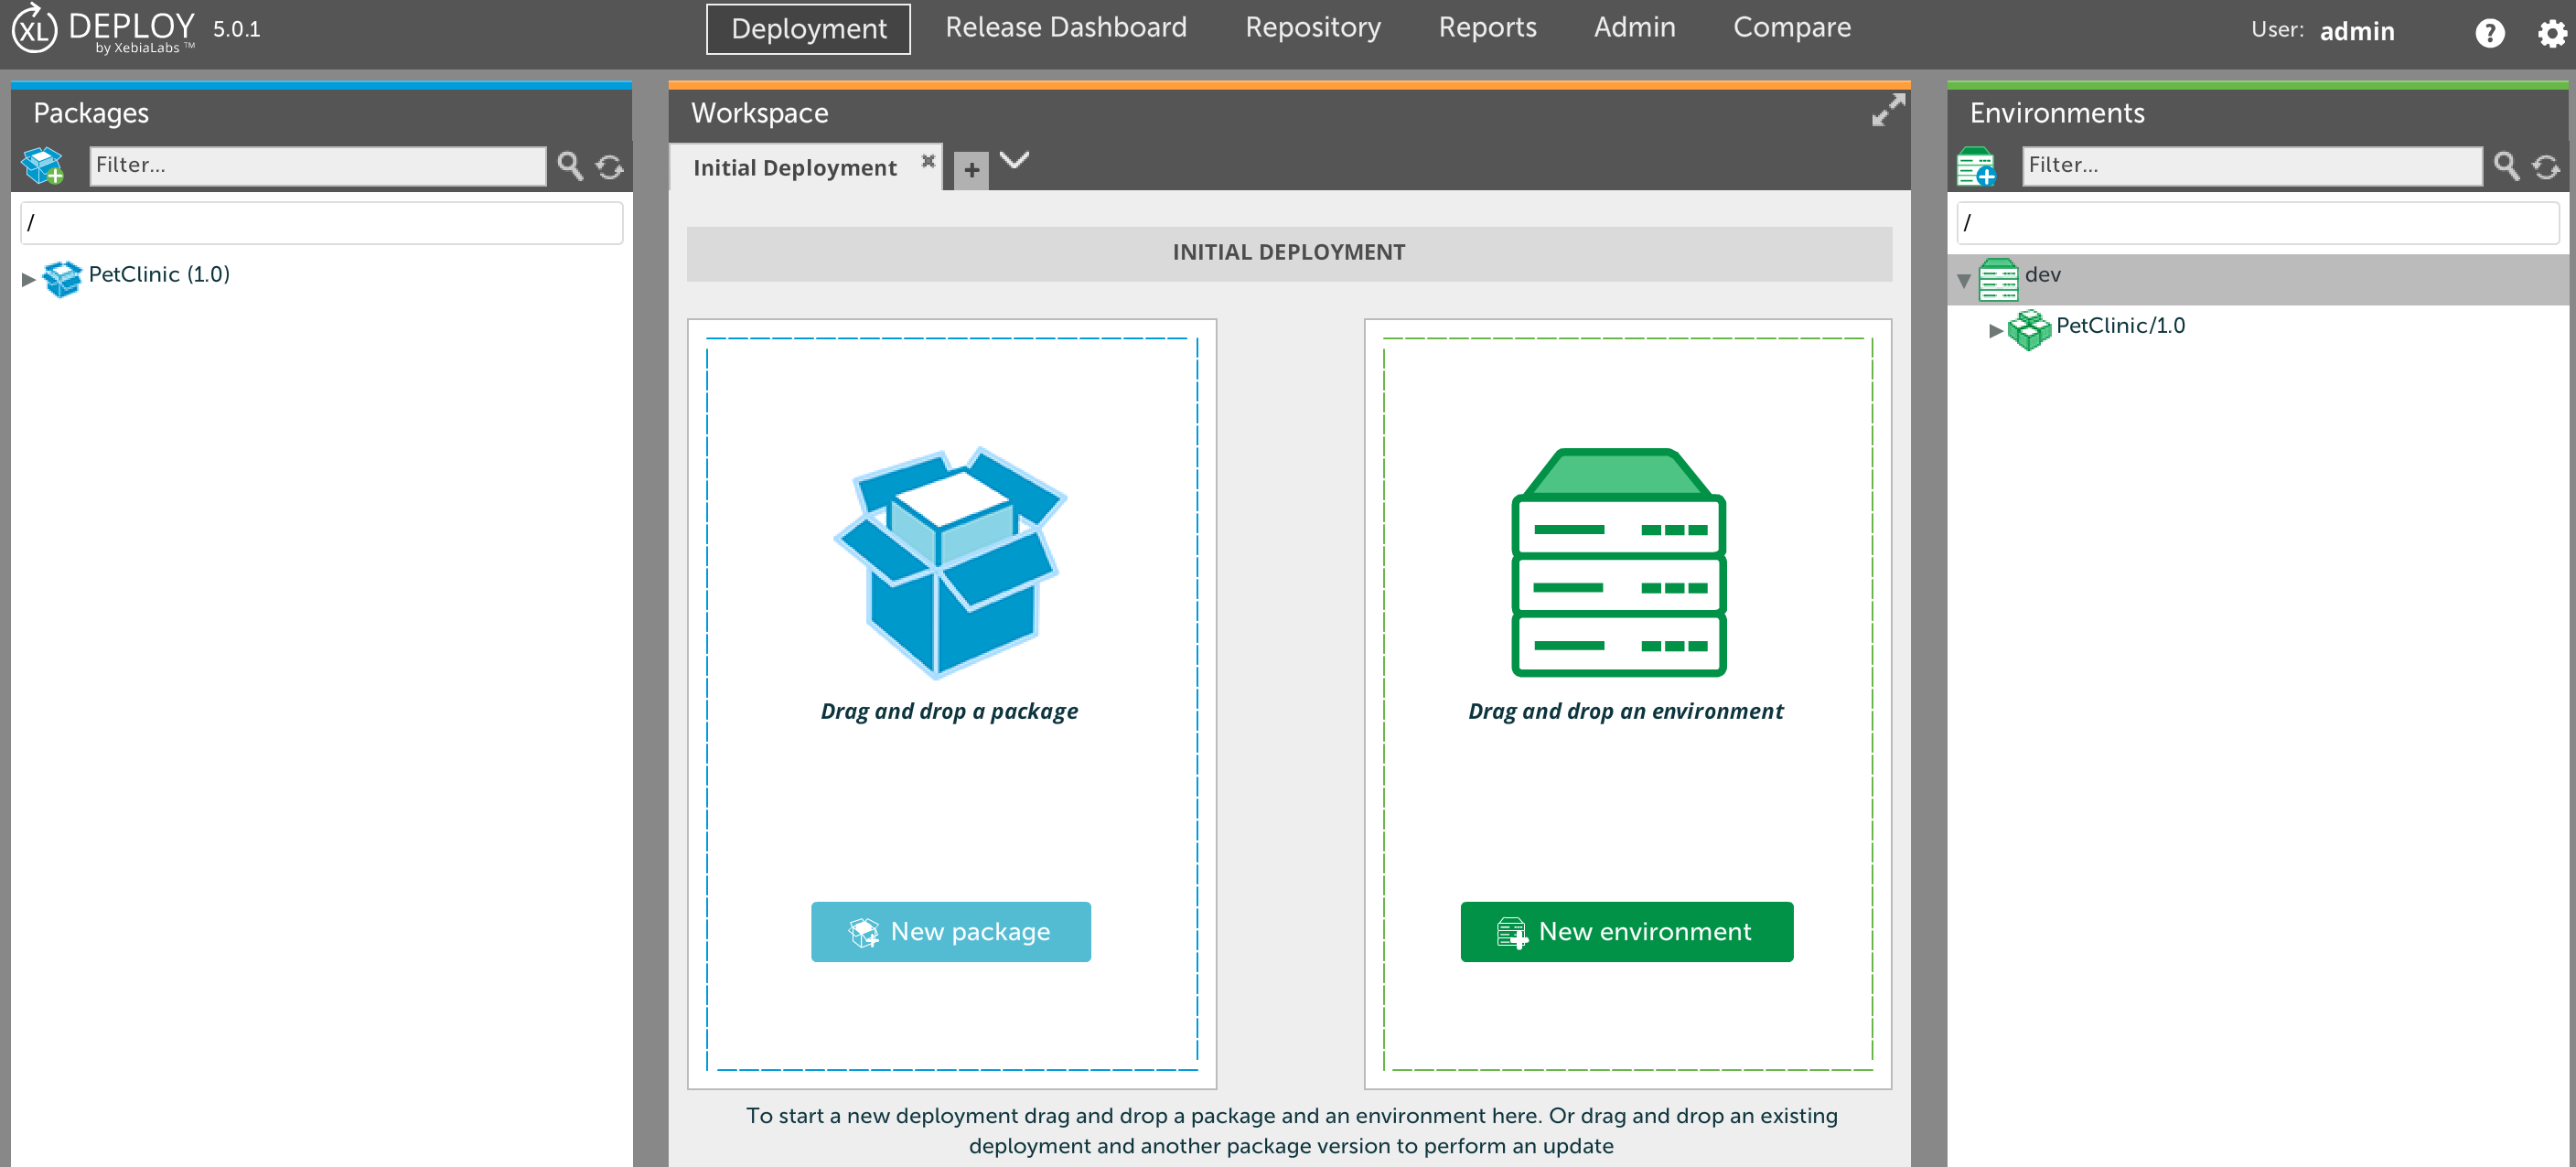 XL DEPLOY 5.0.1
by XebiaLabs ™
Deployment
Release Dashboard
Repository
Reports
Admin
Compare
User: admin
?
Packages
Filter...
/
PetClinic (1.0)
Workspace
Initial Deployment
+
INITIAL DEPLOYMENT
Drag and drop a package
New package
Drag and drop an environment
New environment
To start a new deployment drag and drop a package and an environment here. Or drag and drop an existing
deployment and another package version to perform an update
Environments
Filter...
/
dev
PetClinic/1.0